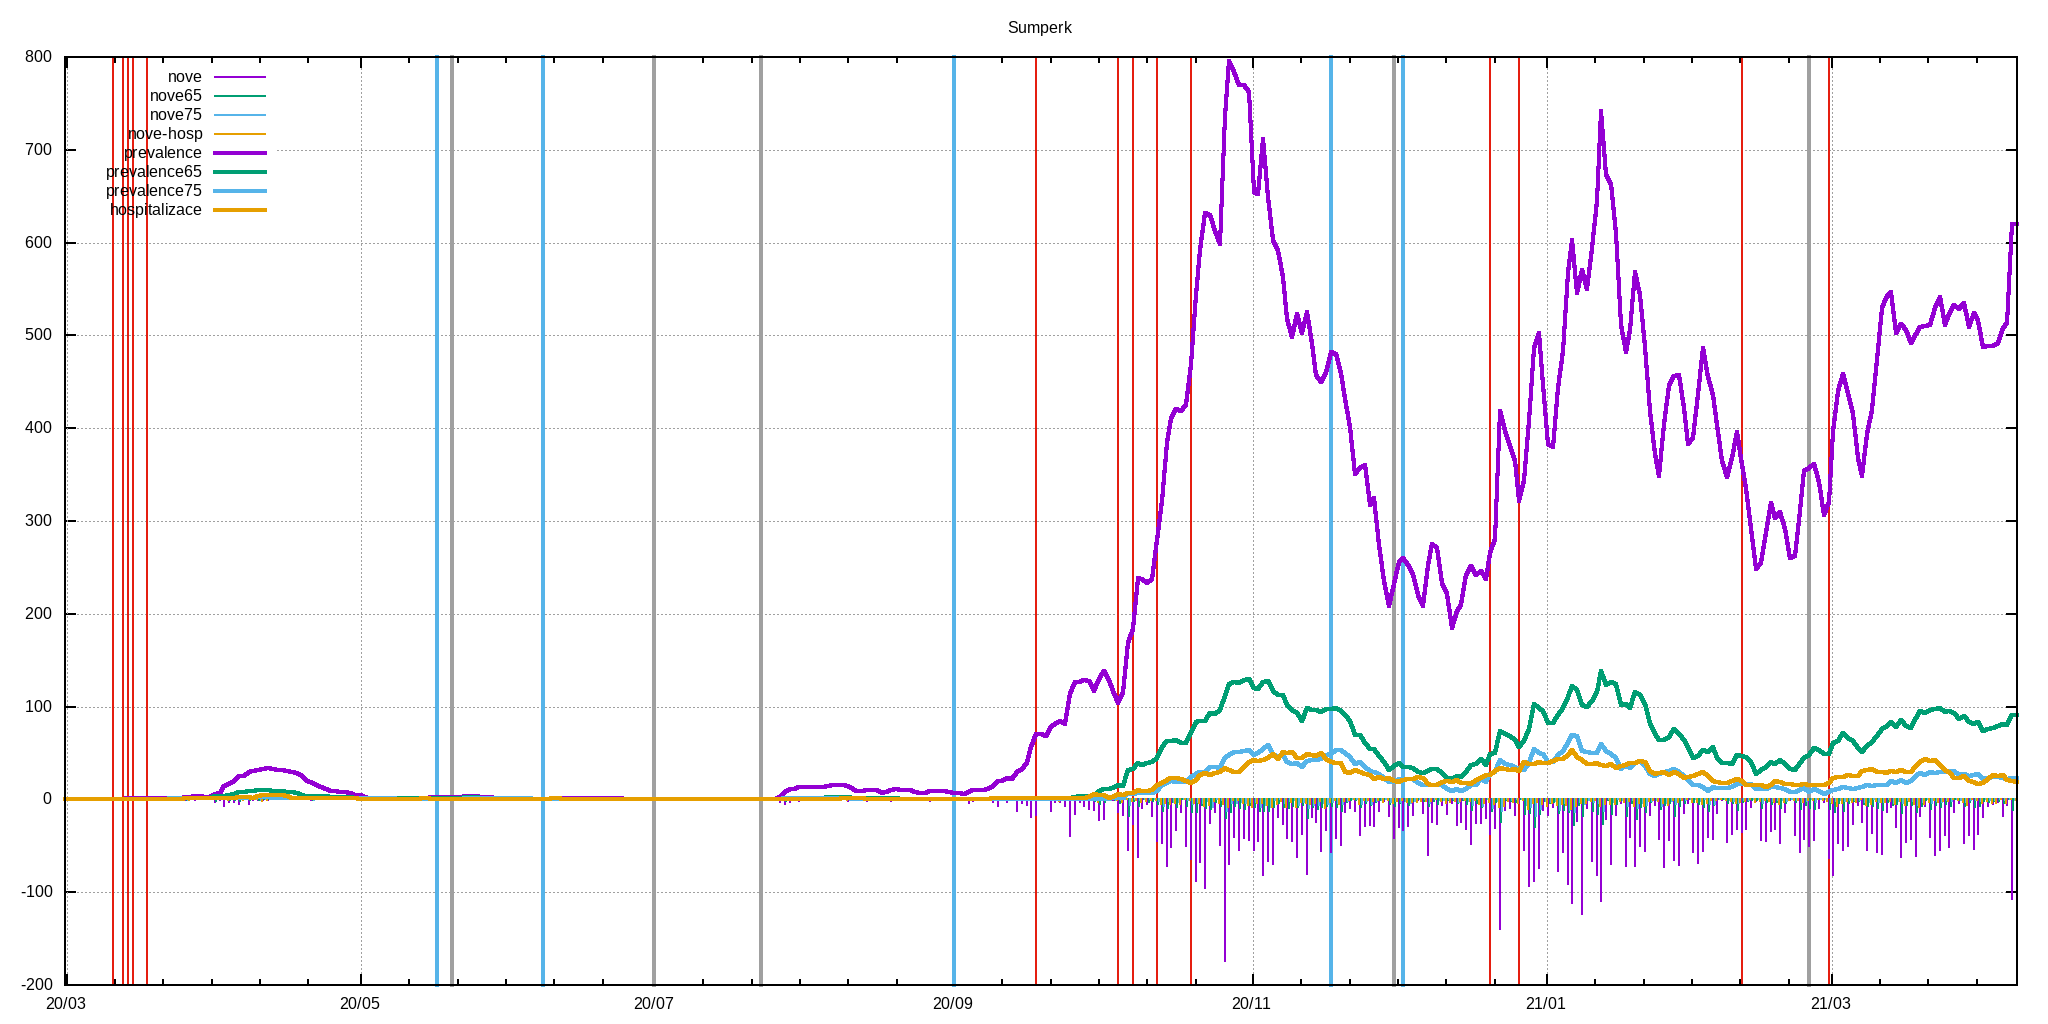 Sumperk
800
700
600
500
400
300
200
100
0
-100
-200
nove
nove65
nove75
nove-hosp
prevalence
prevalence65
prevalence75
hospitalizace
20/03 20/05 20/07 20/09 20/11 21/01 21/03